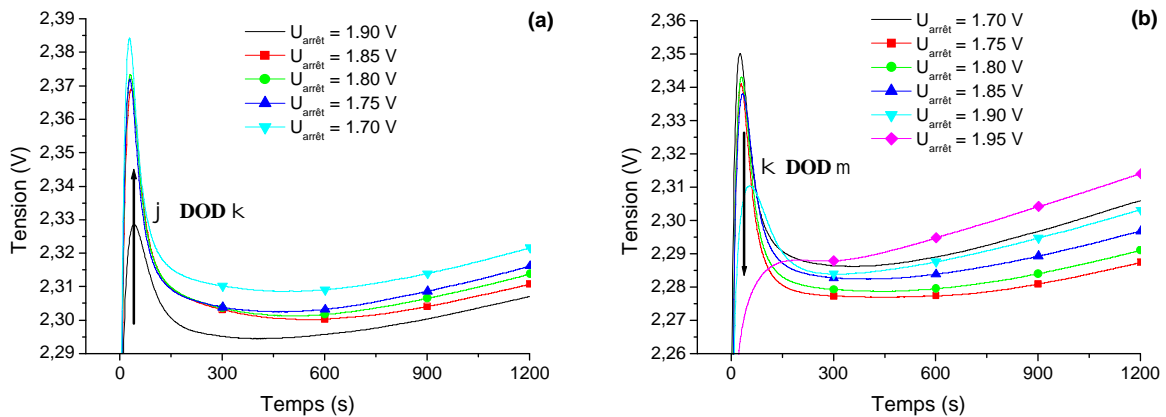 (a)
2,39
2,38
2,37
2,36
2,35
2,34
2,33
2,32
2,31
2,30
2,29
Tension (V)
U arrêt = 1.90 V
U arrêt = 1.85 V
U arrêt = 1.80 V
U arrêt = 1.75 V
U arrêt = 1.70 V
j DOD k
0 300 600 900 1200
Temps (s)
(b)
2,36
2,35
2,34
2,33
2,32
2,31
2,30
2,29
2,28
2,27
2,26
Tension (V)
U arrêt = 1.70 V
U arrêt = 1.75 V
U arrêt = 1.80 V
U arrêt = 1.85 V
U arrêt = 1.90 V
U arrêt = 1.95 V
k DOD m
0 300 600 900 1200
Temps (s)